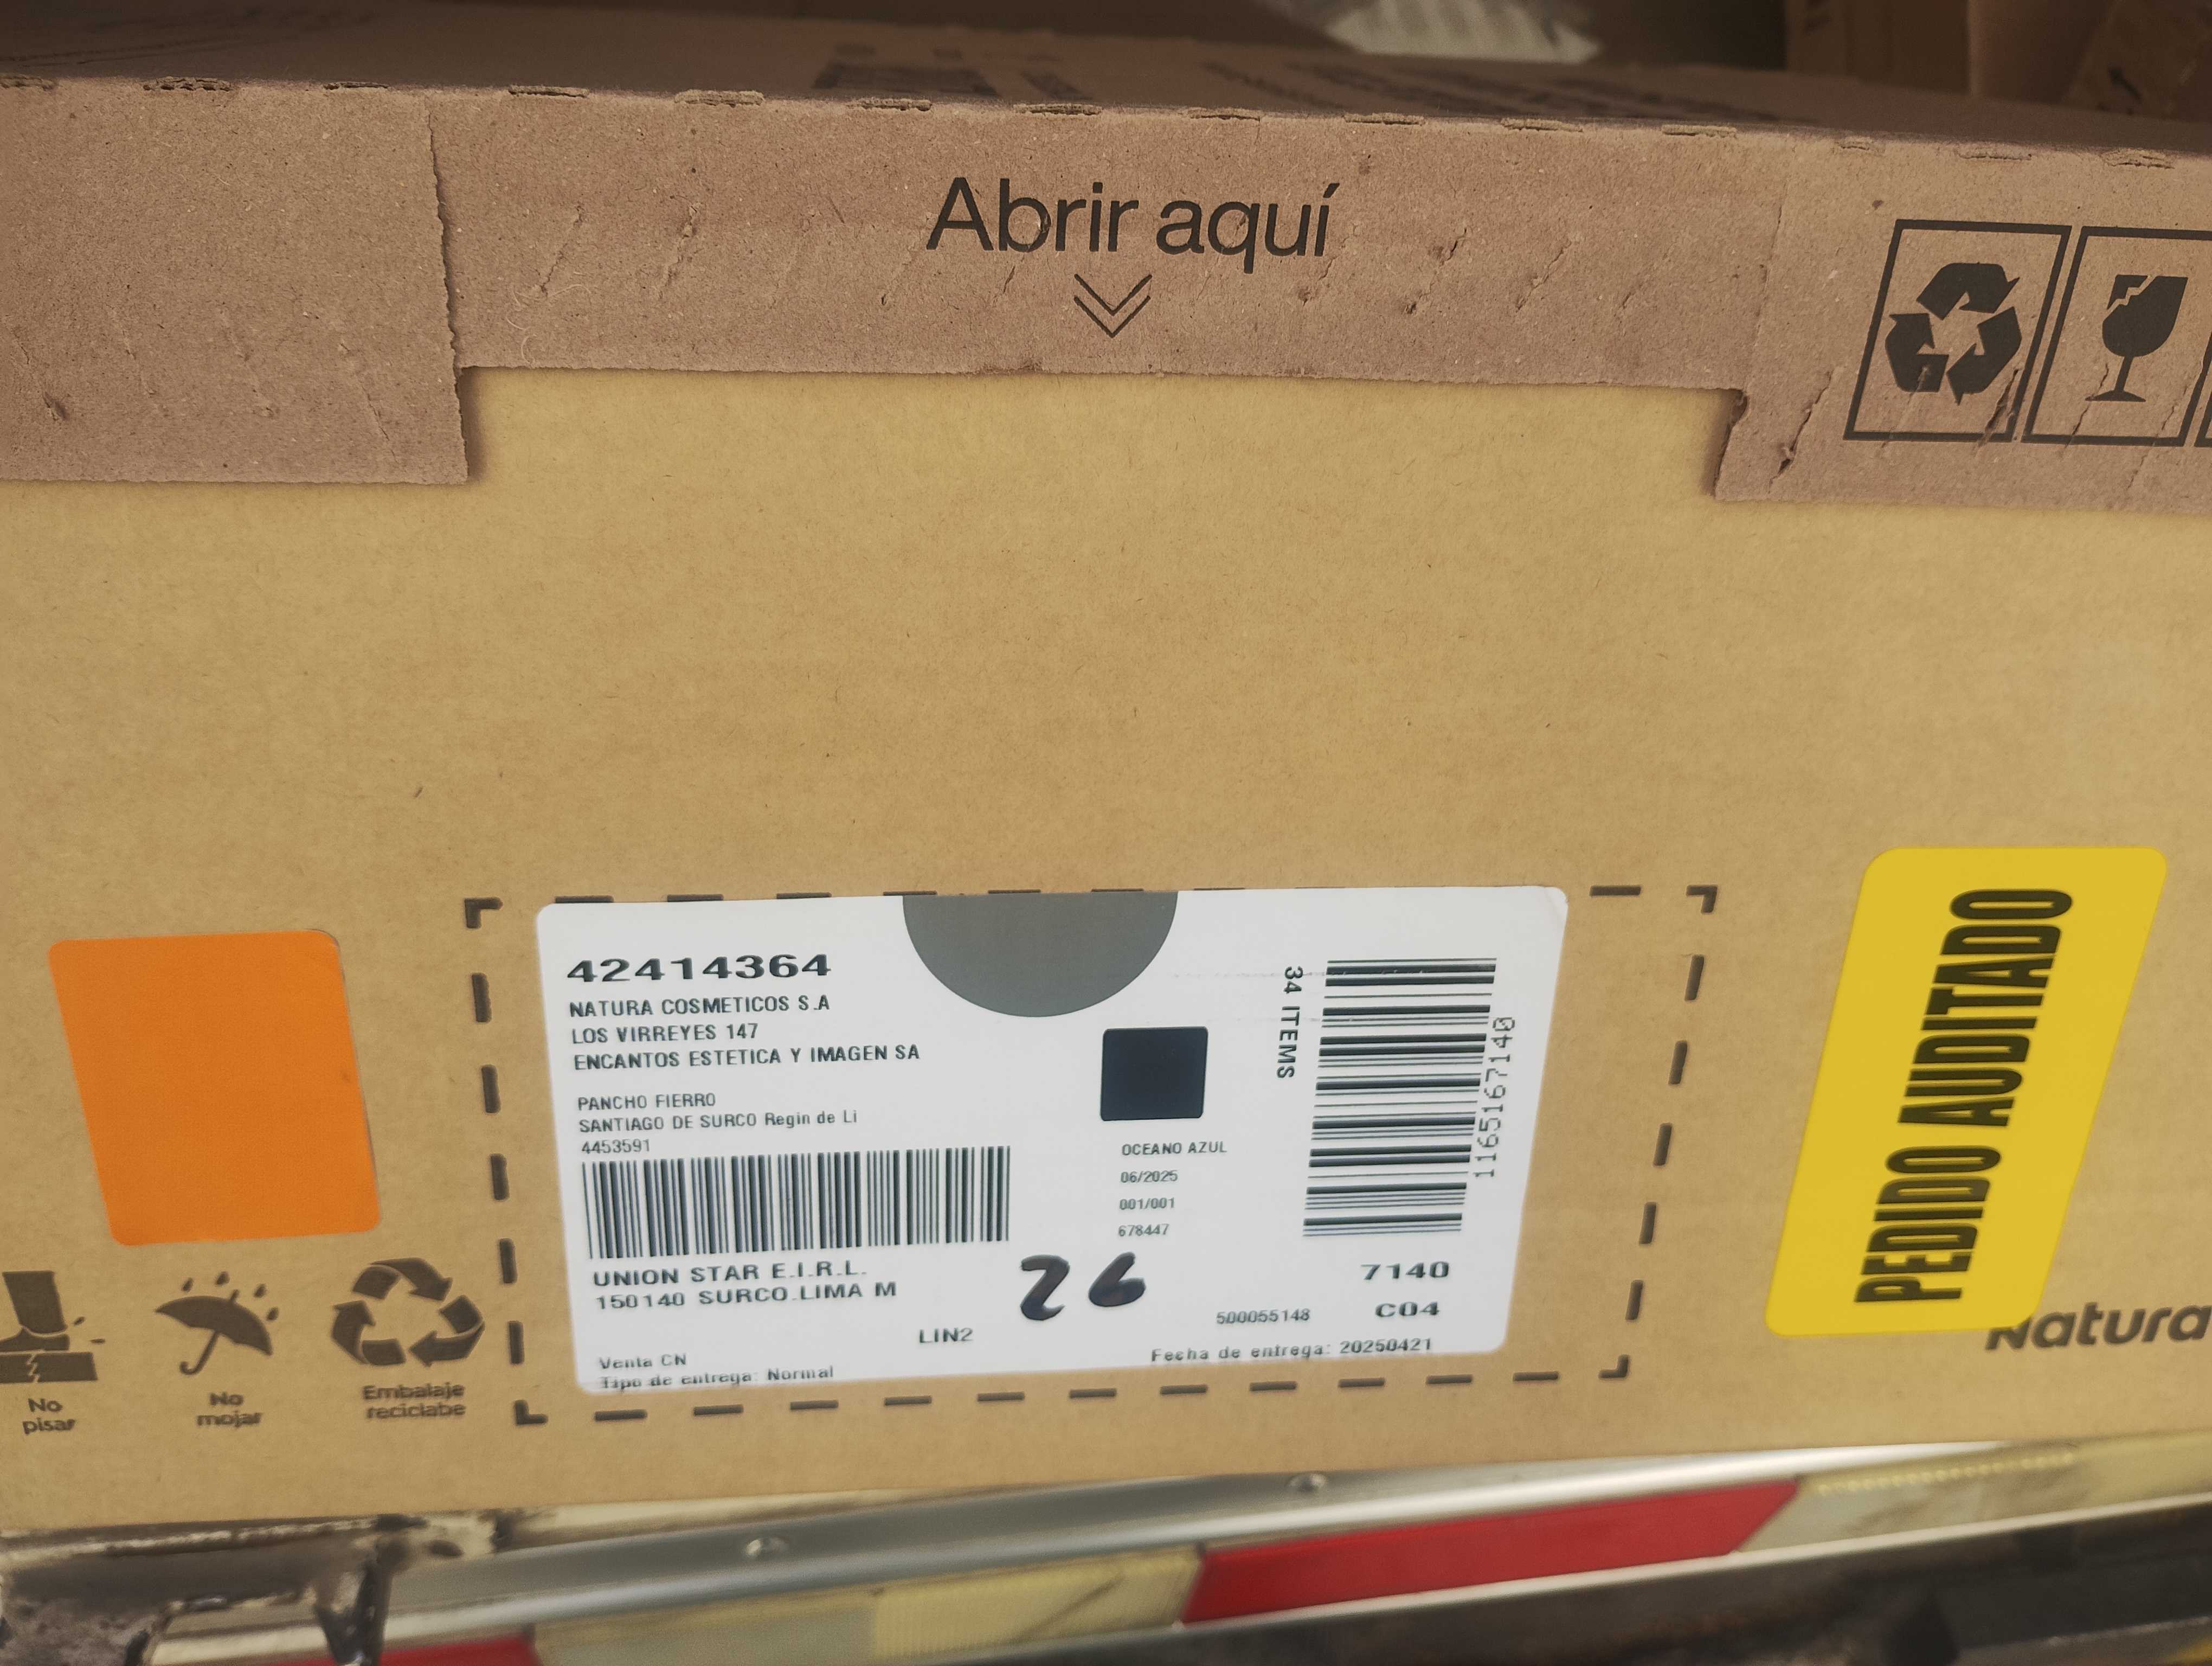 Abrir aquí
42414364
NATURA COSMETICOS S.A
LOS VIRREYES 147
ENCANTOS ESTETICA Y IMAGEN SA
PANCHO FIERRO
SANTIAGO DE SURCO Regin de Li
4453591
UNION STAR E.I.R.L.
150140 SURCO.LIMA M
LIN2
Venta CN
Tipo de entrega: Normal
OCEANO AZUL
06/2025
001/001
678447
26
34 ITEMS
1165167140
7140
500055148
C04
Fecha de entrega: 20250421
PEDIDO AUDITADO
Natura
No
pisar
No
mojar
Embalaje
reciclabe